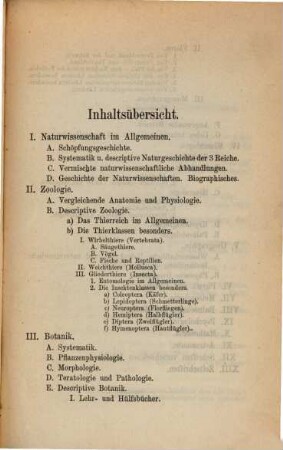 Inhaltsübersicht.
I. Naturwissenschaft im Allgemeinen.
A. Schöpfungsgeschichte.
B. Systematik u. descriptive Naturgeschichte der 3 Reiche.
C. Vermischte naturwissenschaftliche Abhandlungen.
D. Geschichte der Naturwissenschaften. Biographisches.
II. Zoologie.
A. Vergleichende Anatomie und Physiologie.
B. Descriptive Zoologie.
a) Das Thierreich im Allgemeinen.
b) Die Thierklassen besonders.
I. Wirbelthiere (Vertebrata).
A. Säugethiere.
B. Vögel.
C. Fische und Reptilien.
II. Weichthiere (Mollusca).
III. Gliederthiere (Insecta).
1. Entomologie im Allgemeinen.
2. Die Insectenklassen besonders.
a) Coleoptera (Käfer).
b) Lepidoptera (Schmetterlinge).
c) Neuroptera (Florfliegen).
d) Hemiptera (Halbflügler).
e) Diptera (Zweiflügler).
f) Hymenoptera (Hautflügler).
III. Botanik.
A. Systematik.
B. Pflanzenphysiologie.
C. Morphologie.
D. Teratologie und Pathologie.
E. Descriptive Botanik.
I. Lehr- und Hülfsbücher.